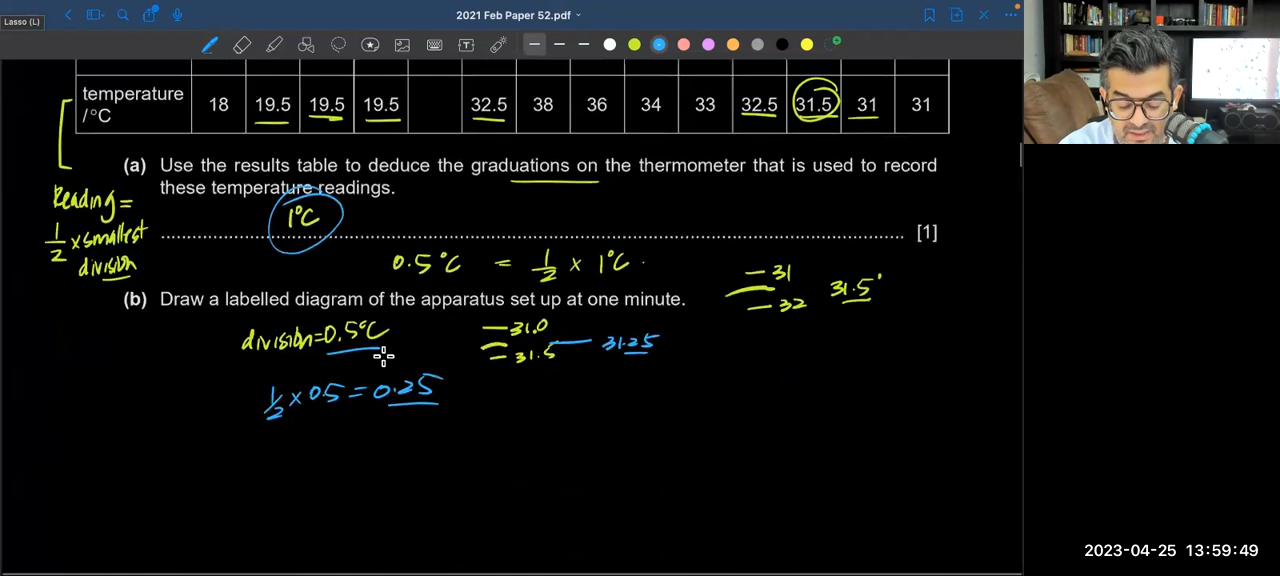 2021 Feb Paper 52.pdf
Lasso (L)
temperature /°C 18 19.5 19.5 19.5 32.5 38 36 34 33 32.5 31.5 31 31
(a) Use the results table to deduce the graduations on the thermometer that is used to record
these temperature readings.
Reading =
1/2 × smallest
division
1°C
[1]
0.5°C = 1/2 × 1°C
31
32
31.5°
(b) Draw a labelled diagram of the apparatus set up at one minute.
division = 0.5°C
31.0
31.5
31.25
1/2 × 05 = 0.25
2023-04-25 13:59:49